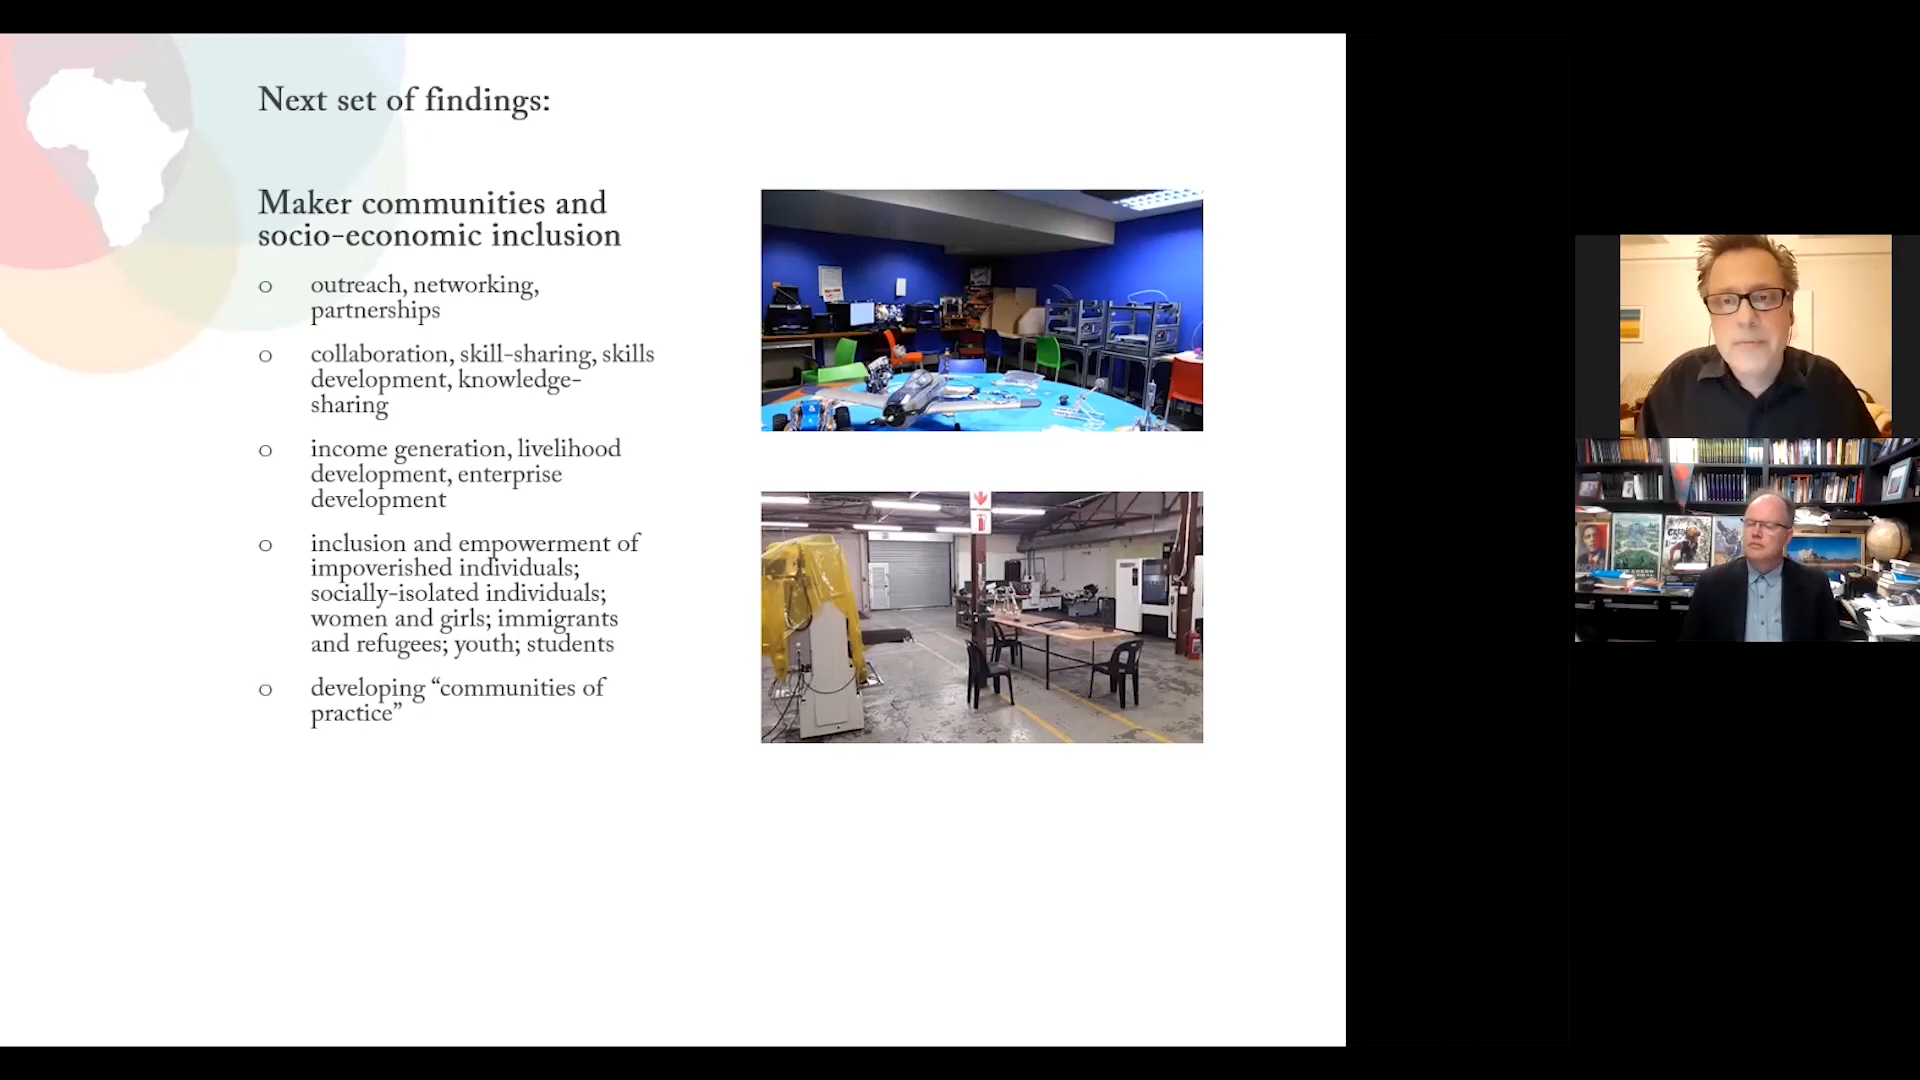 Next set of findings:
Maker communities and
socio-economic inclusion
o outreach, networking,
partnerships
o collaboration, skill-sharing, skills
development, knowledge-
sharing
o income generation, livelihood
development, enterprise
development
o inclusion and empowerment of
impoverished individuals;
socially-isolated individuals;
women and girls; immigrants
and refugees; youth; students
o developing “communities of
practice”